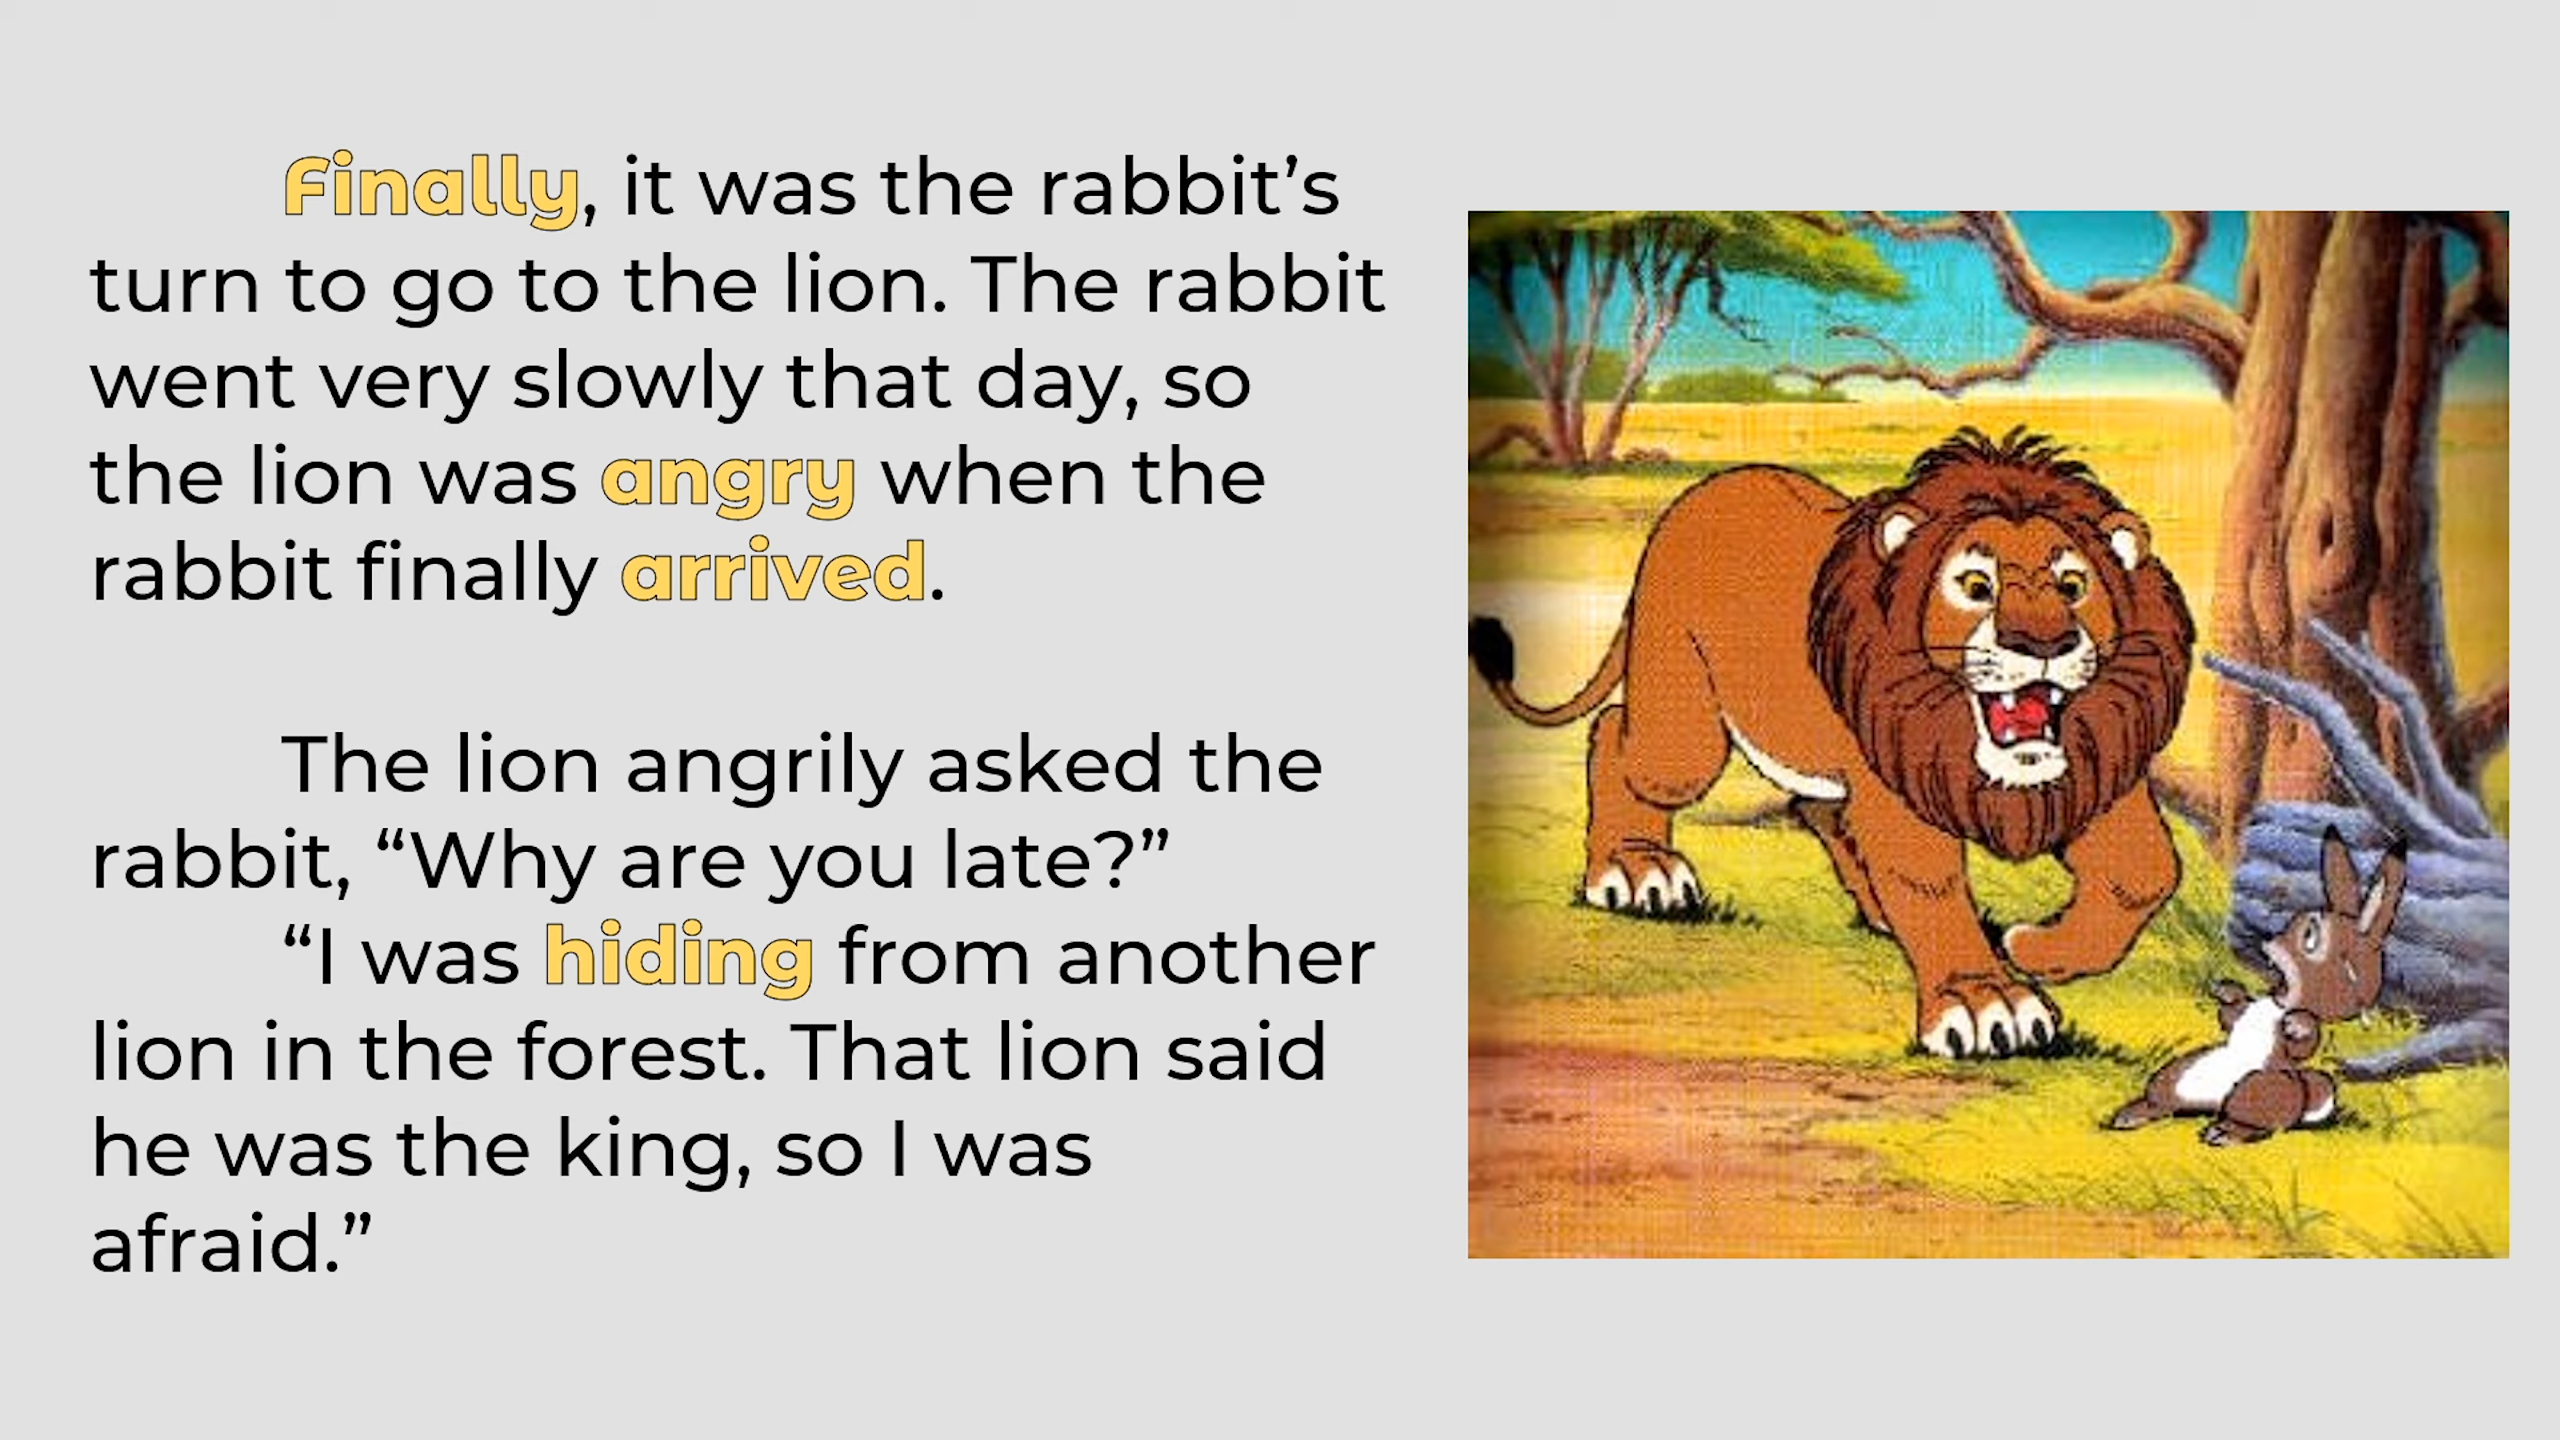 Finally, it was the rabbit’s
turn to go to the lion. The rabbit
went very slowly that day, so
the lion was angry when the
rabbit finally arrived.
The lion angrily asked the
rabbit, “Why are you late?”
“I was hiding from another
lion in the forest. That lion said
he was the king, so I was
afraid.”